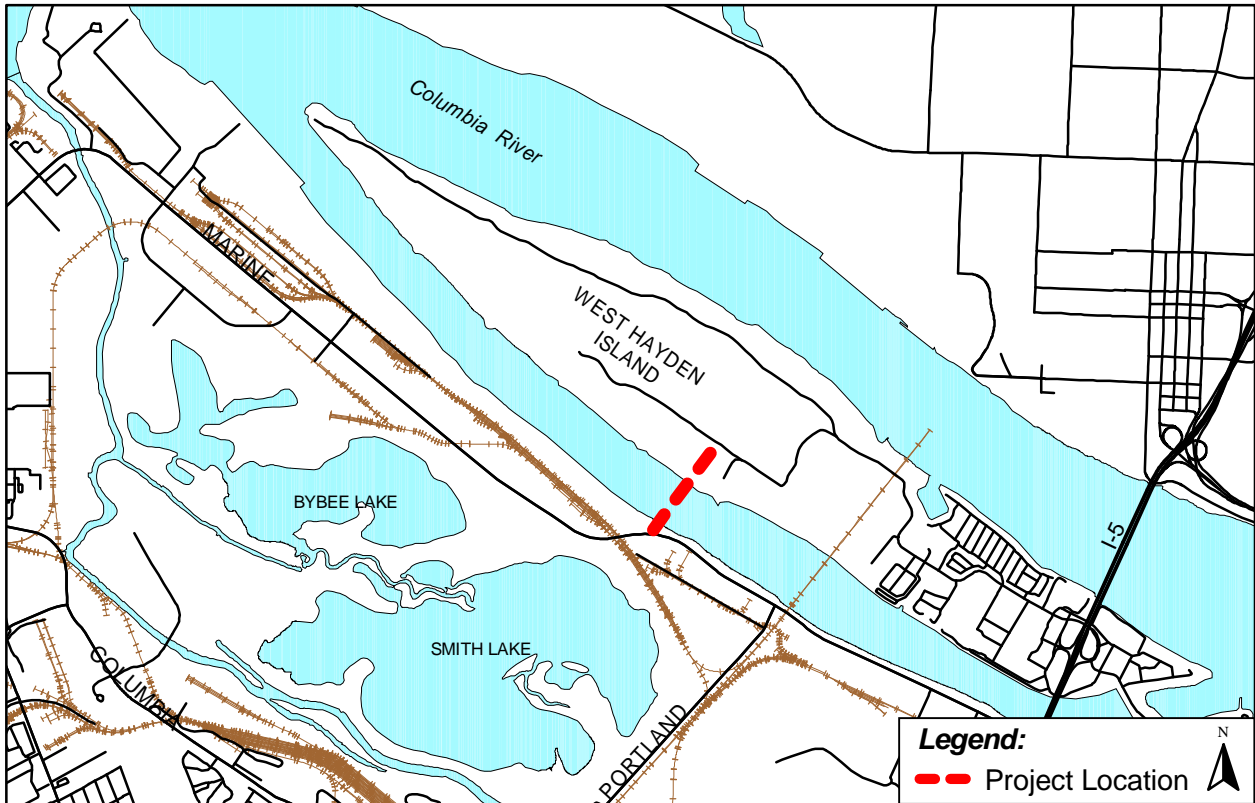 Columbia River
MARINE
WEST HAYDEN
ISLAND
BYBEE LAKE
I-5
SMITH LAKE
COLUMBIA
PORTLAND
N
Legend:
Project Location